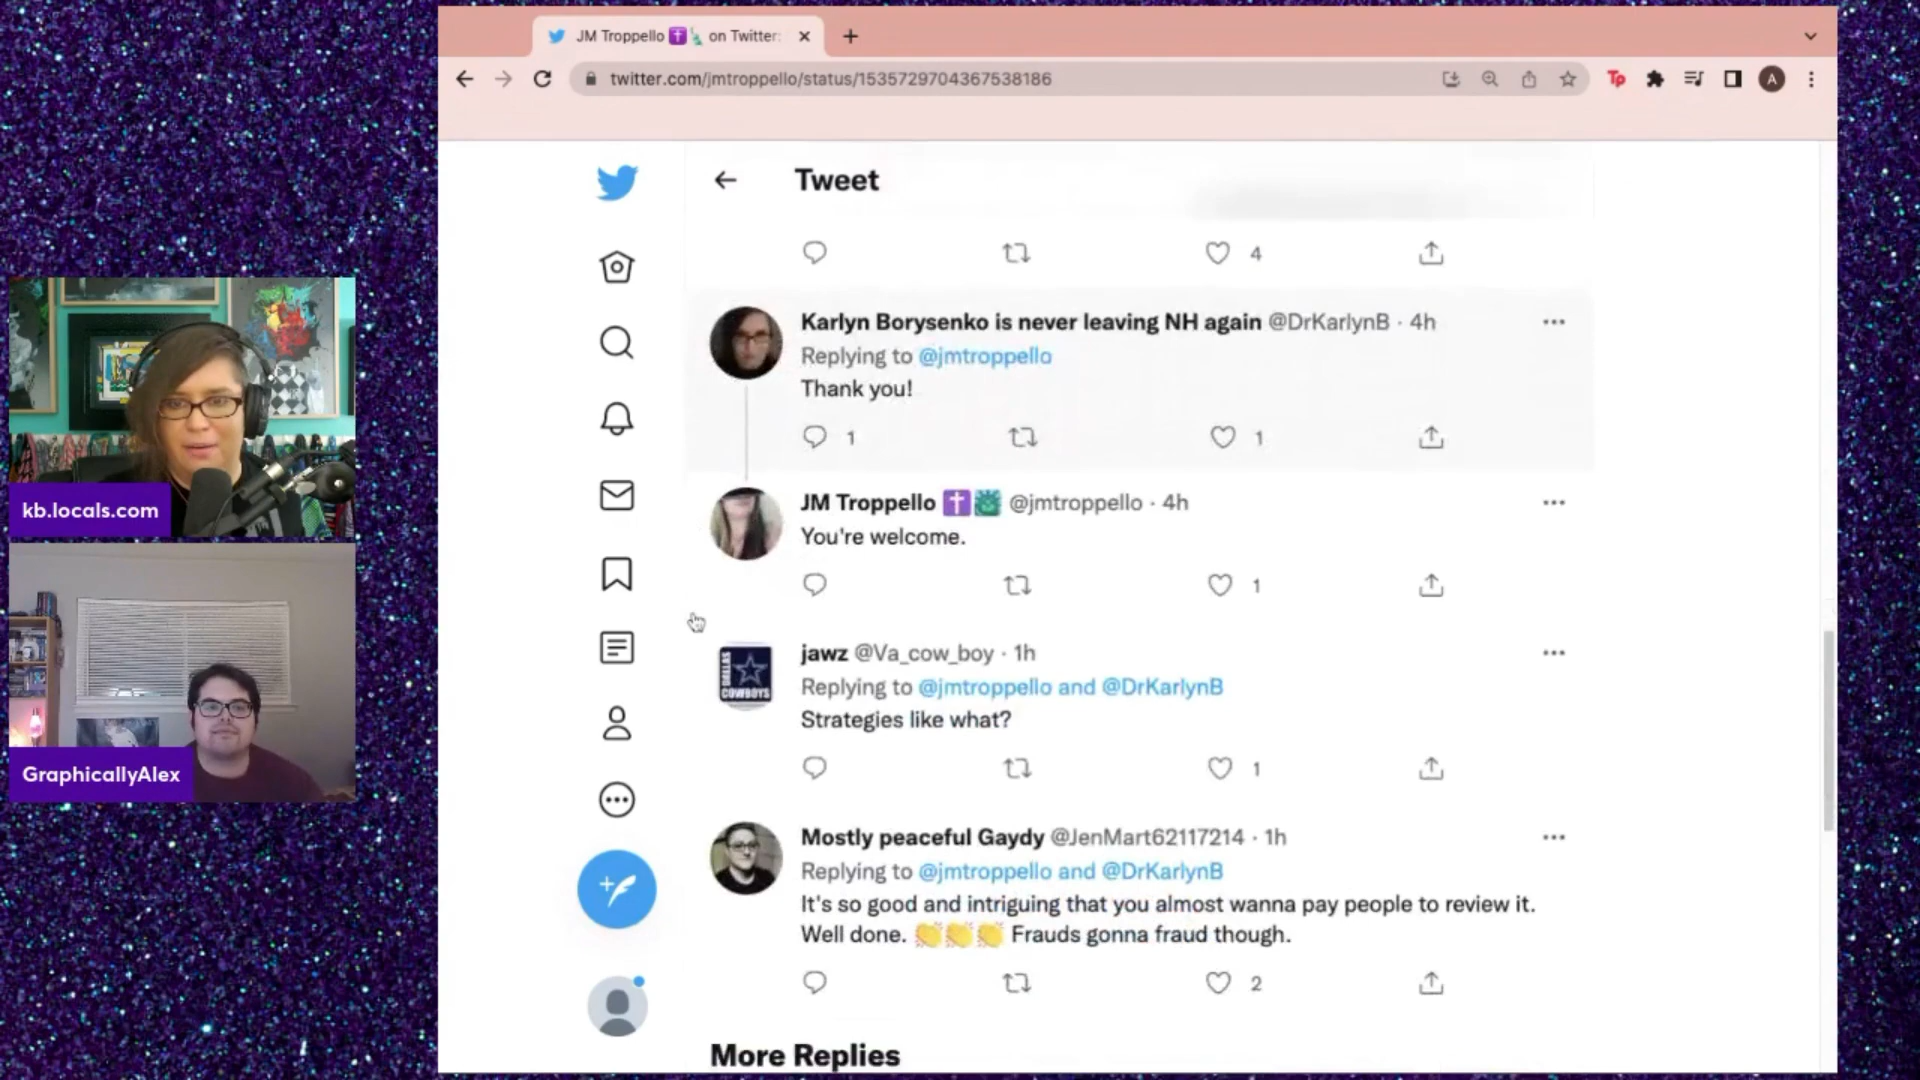 JM Troppello on Twitter:
twitter.com/jmtroppello/status/1535729704367538186
Tp
A
Tweet
4
Karlyn Borysenko is never leaving NH again @DrKarlynB · 4h
Replying to @jmtroppello
Thank you!
1
1
JM Troppello @jmtroppello · 4h
You're welcome.
1
jawz @Va_cow_boy · 1h
DALLAS COWBOYS
Replying to @jmtroppello and @DrKarlynB
Strategies like what?
1
Mostly peaceful Gaydy @JenMart62117214 · 1h
Replying to @jmtroppello and @DrKarlynB
It's so good and intriguing that you almost wanna pay people to review it.
Well done. 👏👏👏 Frauds gonna fraud though.
2
More Replies
kb.locals.com
GraphicallyAlex